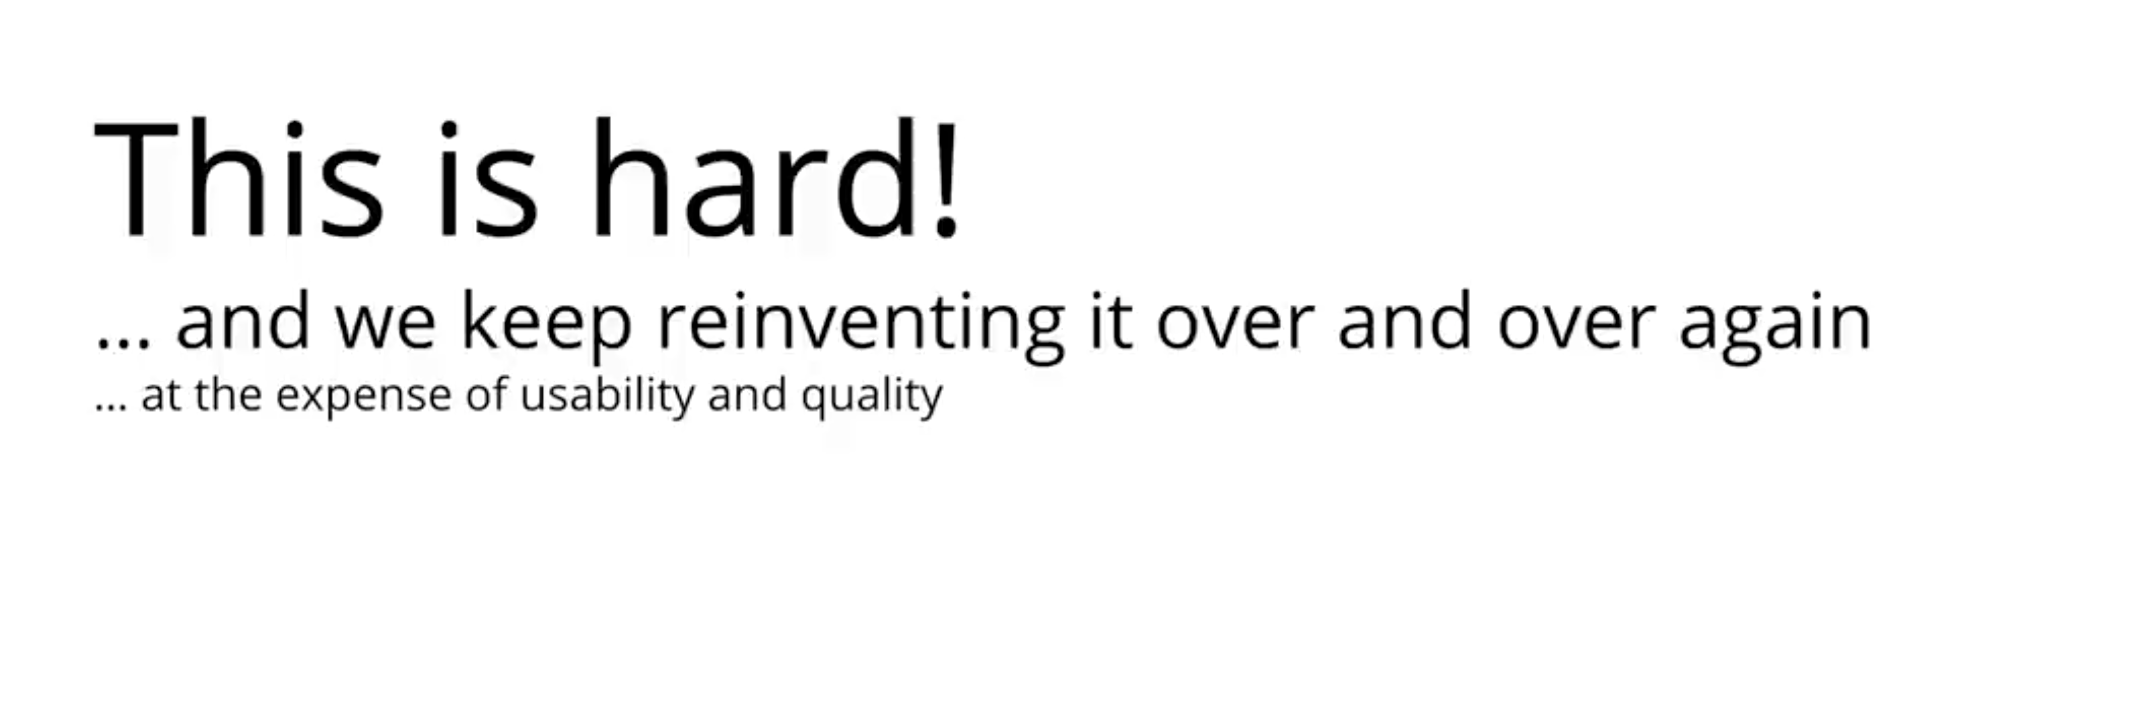 This is hard!
... and we keep reinventing it over and over again
... at the expense of usability and quality